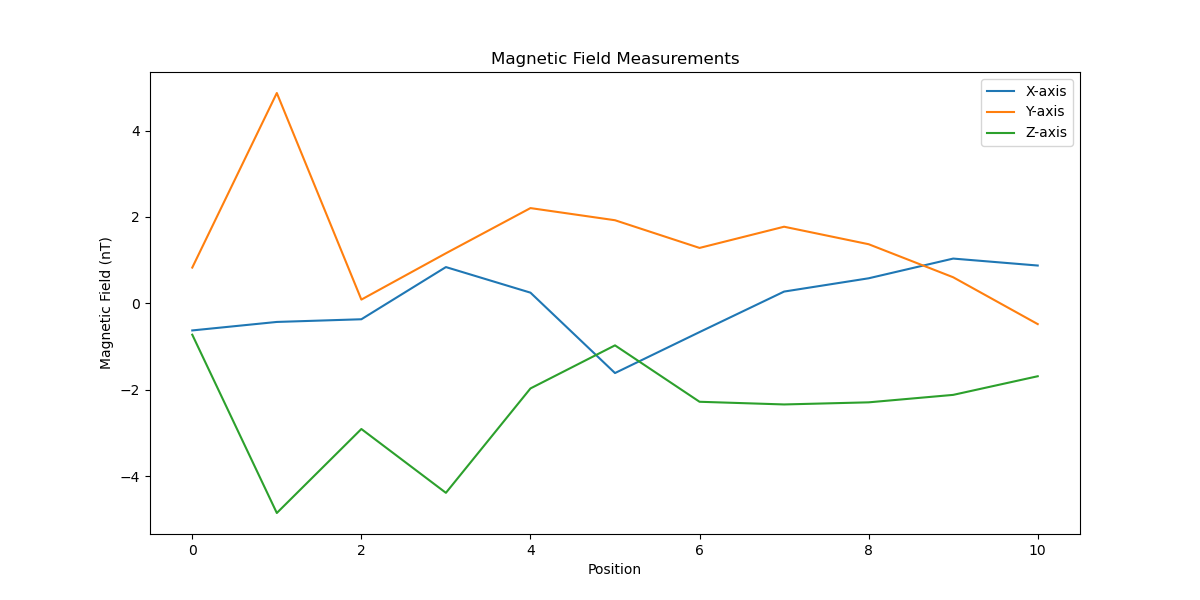 Magnetic Field Measurements
X-axis
Y-axis
Z-axis
Magnetic Field (nT)
4
2
0
−2
−4
0 2 4 6 8 10
Position